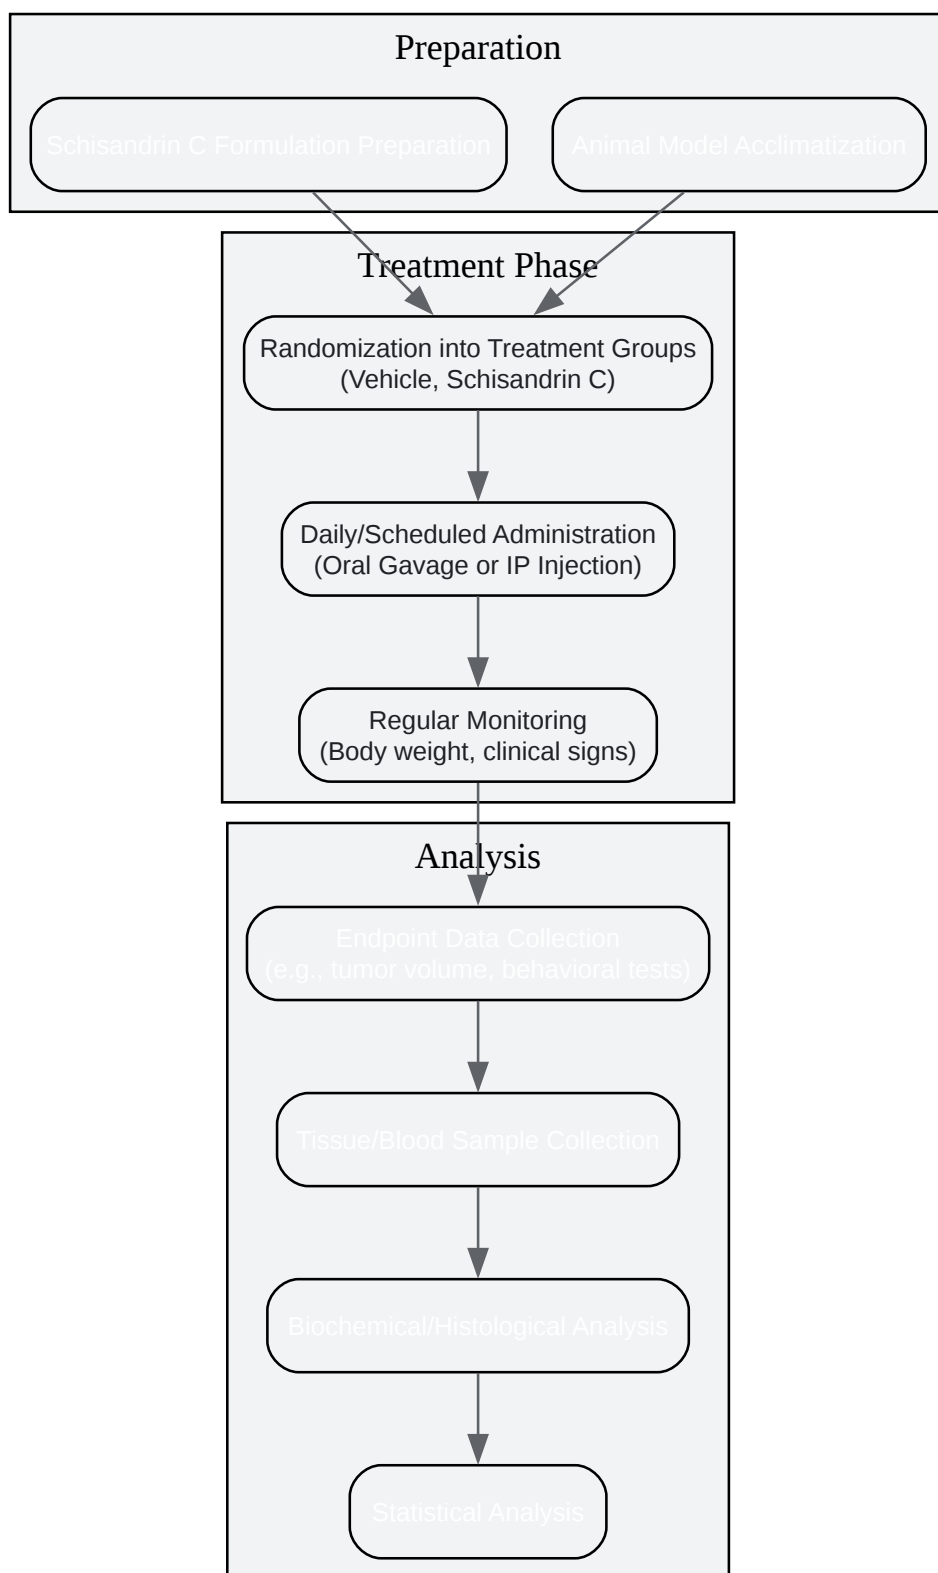 Preparation
Schisandrin C Formulation Preparation
Animal Model Acclimatization
Treatment Phase
Randomization into Treatment Groups
(Vehicle, Schisandrin C)
Daily/Scheduled Administration
(Oral Gavage or IP Injection)
Regular Monitoring
(Body weight, clinical signs)
Analysis
Endpoint Data Collection
(e.g., tumor volume, behavioral tests)
Tissue/Blood Sample Collection
Biochemical/Histological Analysis
Statistical Analysis